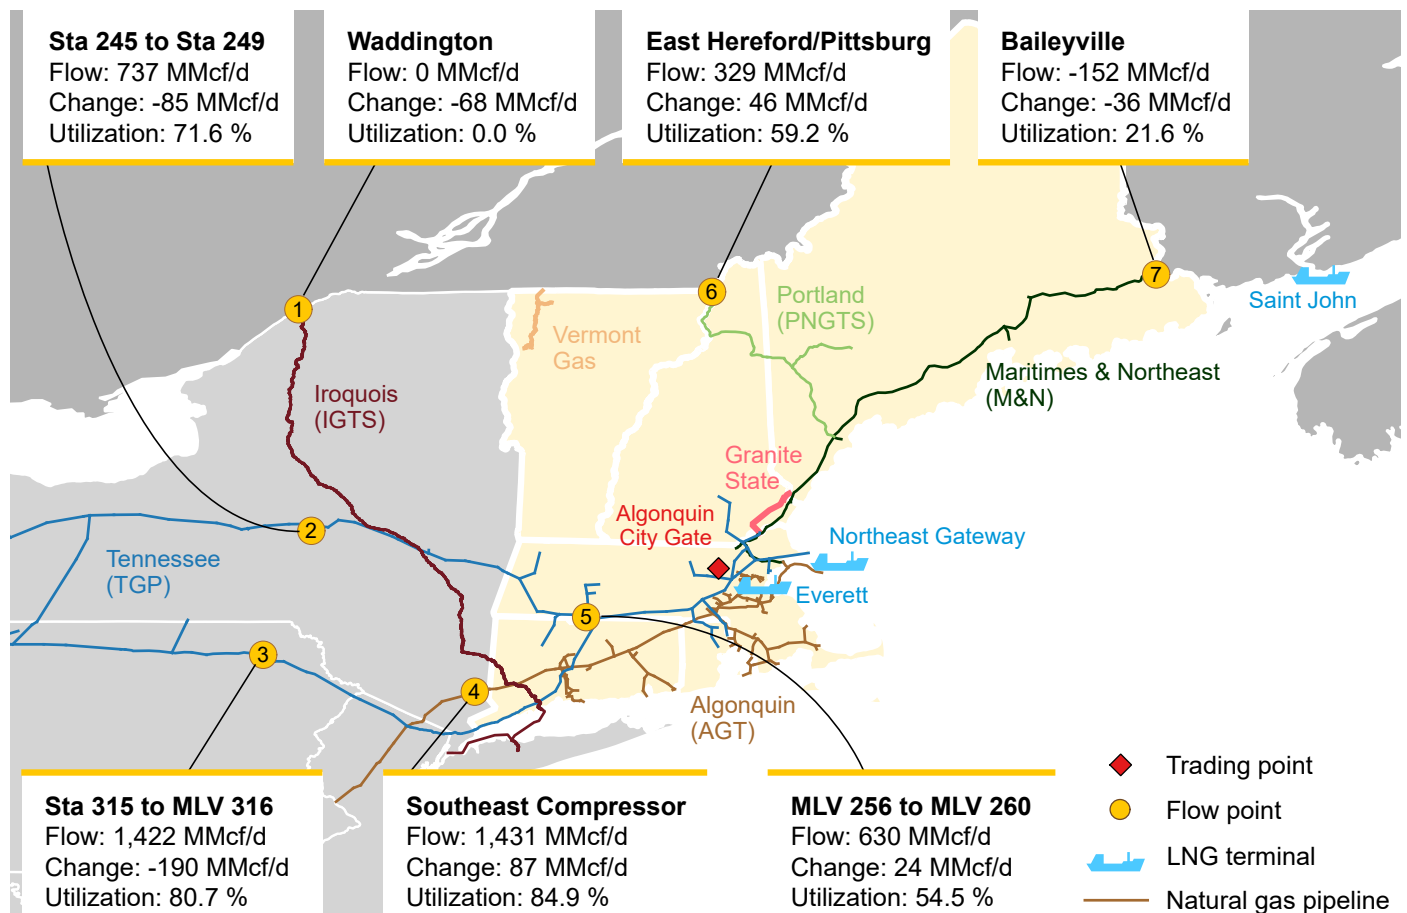 Sta 245 to Sta 249
Flow: 737 MMcf/d
Change: -85 MMcf/d
Utilization: 71.6 %
Waddington
Flow: 0 MMcf/d
Change: -68 MMcf/d
Utilization: 0.0 %
East Hereford/Pittsburg
Flow: 329 MMcf/d
Change: 46 MMcf/d
Utilization: 59.2 %
Baileyville
Flow: -152 MMcf/d
Change: -36 MMcf/d
Utilization: 21.6 %
1
6
7
Saint John
Portland
(PNGTS)
Vermont
Gas
Maritimes & Northeast
(M&N)
Iroquois
(IGTS)
Granite
State
Algonquin
City Gate
2
Northeast Gateway
Tennessee
(TGP)
Everett
5
3
4
Algonquin
(AGT)
Sta 315 to MLV 316
Flow: 1,422 MMcf/d
Change: -190 MMcf/d
Utilization: 80.7 %
Southeast Compressor
Flow: 1,431 MMcf/d
Change: 87 MMcf/d
Utilization: 84.9 %
MLV 256 to MLV 260
Flow: 630 MMcf/d
Change: 24 MMcf/d
Utilization: 54.5 %
Trading point
Flow point
LNG terminal
Natural gas pipeline